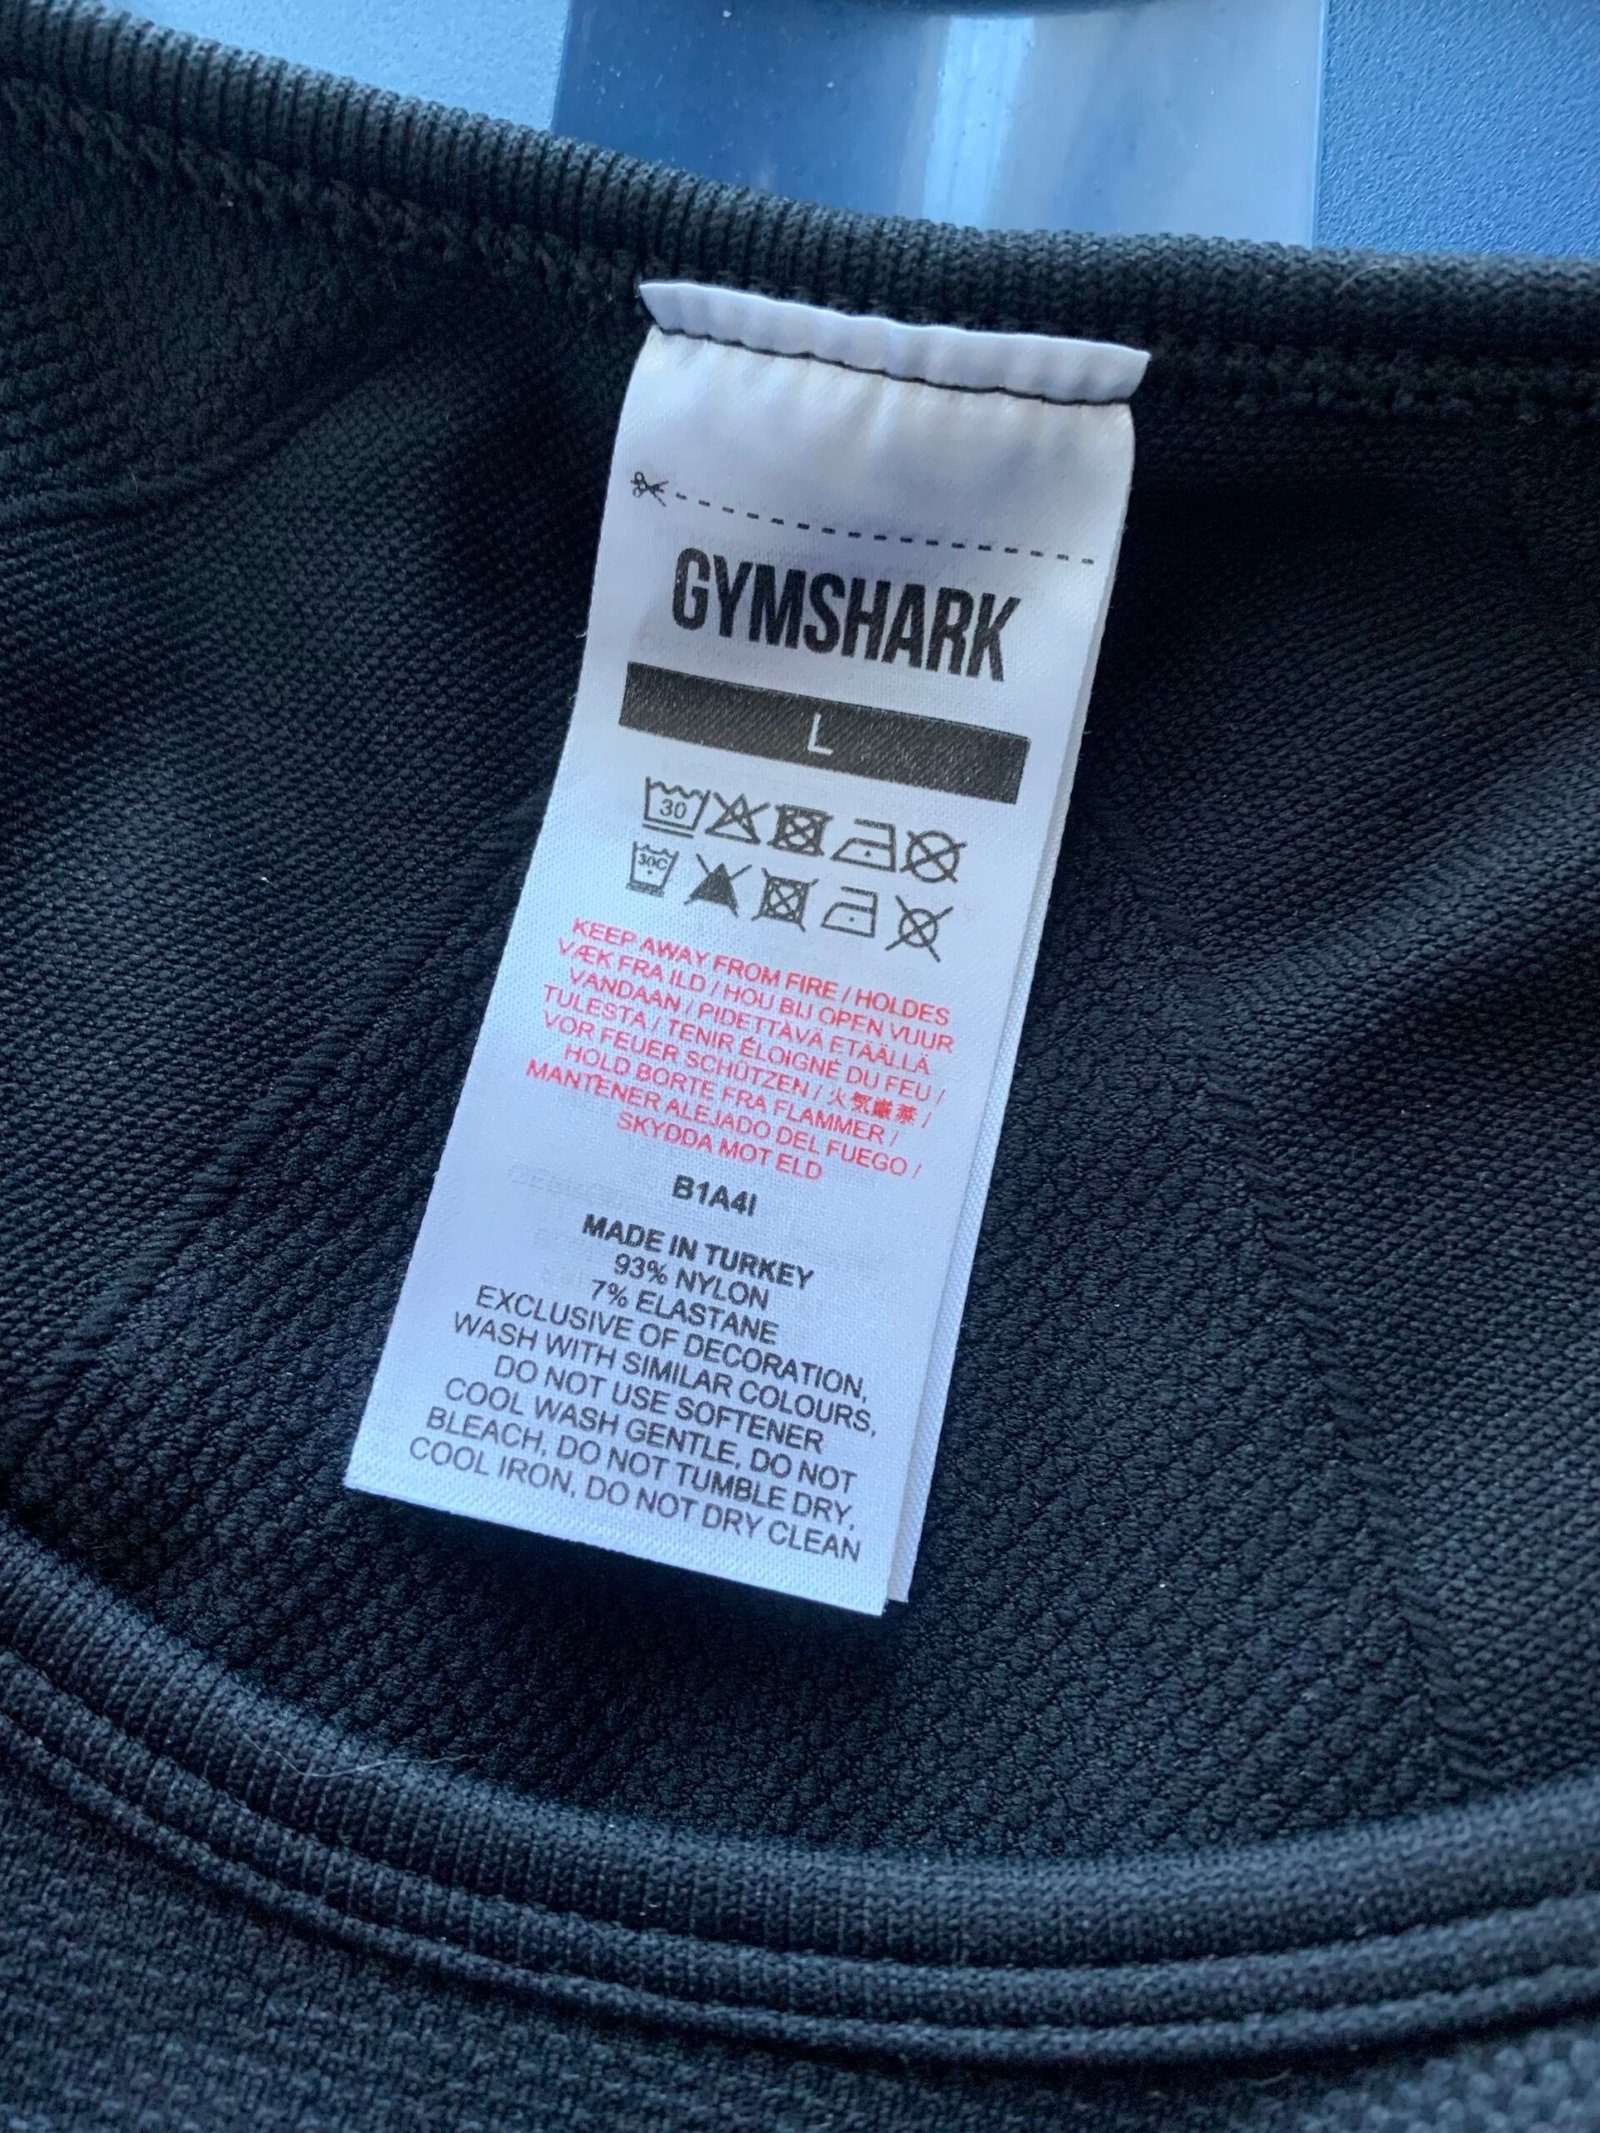 GYMSHARK
L
30
30C
KEEP AWAY FROM FIRE / HOLDES
VÆK FRA ILD / HOU BIJ OPEN VUUR
VANDAAN / PIDETTÄVÄ ETÄÄLLÄ
TULESTA / TENIR ÉLOIGNÉ DU FEU /
VOR FEUER SCHÜTZEN / 火気厳禁 /
HOLD BORTE FRA FLAMMER /
MANTENER ALEJADO DEL FUEGO /
SKYDDA MOT ELD
B1A4I
MADE IN TURKEY
93% NYLON
7% ELASTANE
EXCLUSIVE OF DECORATION,
WASH WITH SIMILAR COLOURS,
DO NOT USE SOFTENER
COOL WASH GENTLE, DO NOT
BLEACH, DO NOT TUMBLE DRY,
COOL IRON, DO NOT DRY CLEAN